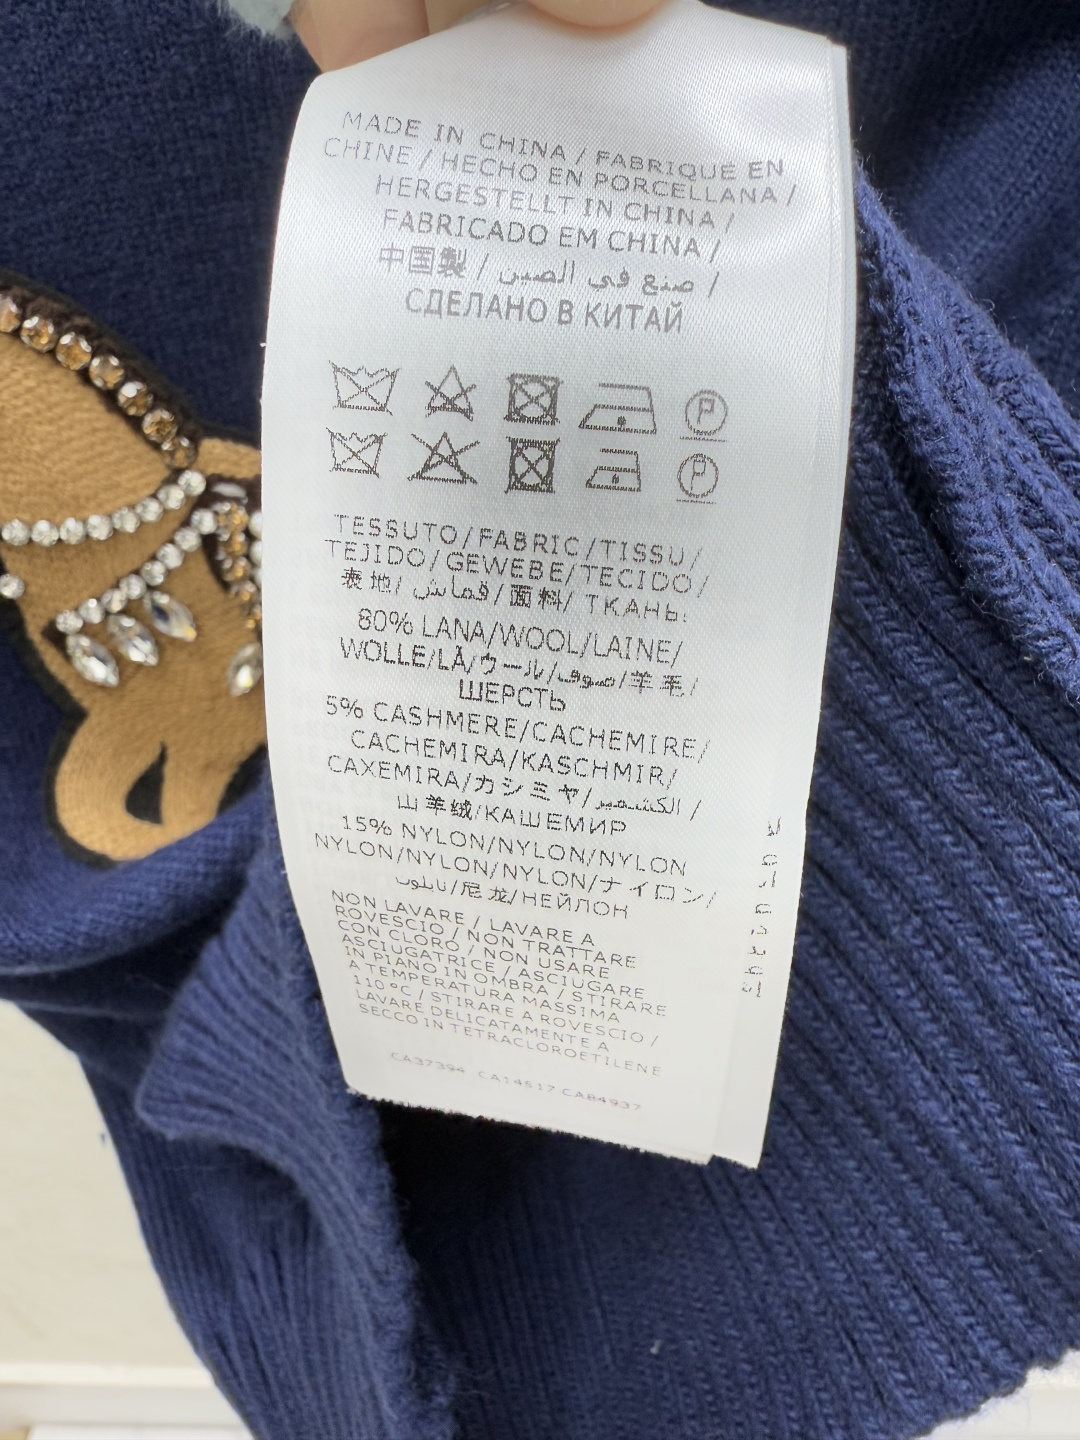 MADE IN CHINA / FABRIQUÉ EN
CHINE / HECHO EN PORCELLANA /
HERGESTELLT IN CHINA /
FABRICADO EM CHINA /
中国製 / صنع في الصين /
СДЕЛАНО В КИТАЙ
P
P
TESSUTO/FABRIC/TISSU/
TEJIDO/GEWEBE/TECIDO/
表地/قماش/面料/ТКАНЬ:
80% LANA/WOOL/LAINE/
WOLLE/LÃ/ウール/صوف/羊毛/
ШЕРСТЬ
5% CASHMERE/CACHEMIRE/
CACHEMIRA/KASCHMIR/
CAXEMIRA/カシミヤ/الكشمير/
山羊绒/КАШЕМИР
15% NYLON/NYLON/NYLON
NYLON/NYLON/NYLON/ナイロン/
نايلون/尼龙/НЕЙЛОН
NON LAVARE / LAVARE A
ROVESCIO / NON TRATTARE
CON CLORO / NON USARE
ASCIUGATRICE / ASCIUGARE
IN PIANO IN OMBRA / STIRARE
A TEMPERATURA MASSIMA
110 °C / STIRARE A ROVESCIO /
LAVARE DELICATAMENTE A
SECCO IN TETRACLOROETILENE
CA37394 CA14517 CA84937